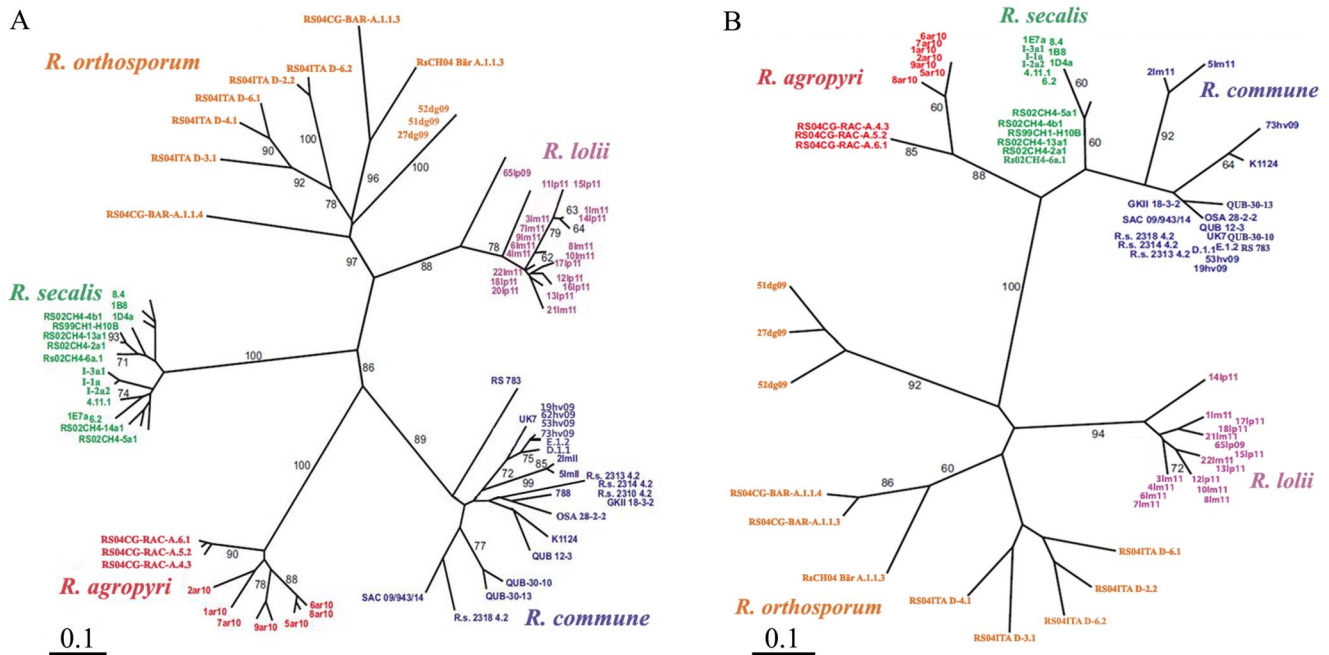 A
R. orthosporum
RS04CG-BAR-A.1.1.3
RsCH04 Bär A.1.1.3
RS04ITA D-6.2
RS04ITA D-2.2
RS04ITA D-6.1
RS04ITA D-4.1
RS04ITA D-3.1
RS04CG-BAR-A.1.1.4
52dg09
51dg09
27dg09
100
90
92
78
96
100
97
88
R. lolii
65lp09
11lp11
15lp11
63
1lm11
14lp11
64
79
3lm11
7lm11
9lm11
6lm11
4lm11
78
62
8lm11
10lm11
17lp11
22lm11
18lp11
20lp11
12lp11
16lp11
13lp11
21lm11
R. secalis
8.4
1B8
1D4a
RS02CH4-4b1
RS99CH1-H10B
RS02CH4-13a1
93
RS02CH4-2a1
Rs02CH4-6a.1
71
I-3a1
I-1a
I-2a2
74
4.11.1
1E7a
6.2
RS02CH4-14a1
RS02CH4-5a1
100
86
89
100
RS 783
19hv09
62hv09
53hv09
73hv09
E.1.2
D.1.1
UK7
75
85
2lmII
5lmII
72
99
R.s. 2313 4.2
R.s. 2314 4.2
R.s. 2310 4.2
GKII 18-3-2
788
OSA 28-2-2
K1124
QUB 12-3
77
QUB-30-10
QUB-30-13
SAC 09/943/14
R.s. 2318 4.2
R. commune
RS04CG-RAC-A.6.1
RS04CG-RAC-A.5.2
RS04CG-RAC-A.4.3
90
R. agropyri
2ar10
1ar10
7ar10
78
9ar10
88
5ar10
6ar10
8ar10
0.1
B
R. secalis
R. agropyri
R. commune
6ar10
7ar10
1ar10
2ar10
9ar10
5ar10
8ar10
60
RS04CG-RAC-A.4.3
RS04CG-RAC-A.5.2
RS04CG-RAC-A.6.1
85
88
1E7a
8.4
I-3a1
1B8
I-1a
I-2a2
1D4a
4.11.1
6.2
60
RS02CH4-5a1
RS02CH4-4b1
RS99CH1-H10B
RS02CH4-13a1
RS02CH4-2a1
Rs02CH4-6a.1
60
2lm11
5lm11
92
73hv09
64
K1124
GKII 18-3-2
QUB-30-13
SAC 09/943/14
OSA 28-2-2
QUB 12-3
R.s. 2318 4.2
UK7
QUB-30-10
R.s. 2314 4.2
R.s. 2313 4.2
D.1.1
E.1.2
RS 783
53hv09
19hv09
100
51dg09
27dg09
52dg09
92
94
14lp11
1lm11
17lp11
18lp11
21lm11
65lp09
15lp11
22lm11
13lp11
72
3lm11
12lp11
4lm11
10lm11
6lm11
8lm11
7lm11
R. lolii
60
86
RS04CG-BAR-A.1.1.4
RS04CG-BAR-A.1.1.3
RsCH04 Bär A.1.1.3
RS04ITA D-6.1
RS04ITA D-2.2
RS04ITA D-4.1
RS04ITA D-6.2
RS04ITA D-3.1
R. orthosporum
0.1